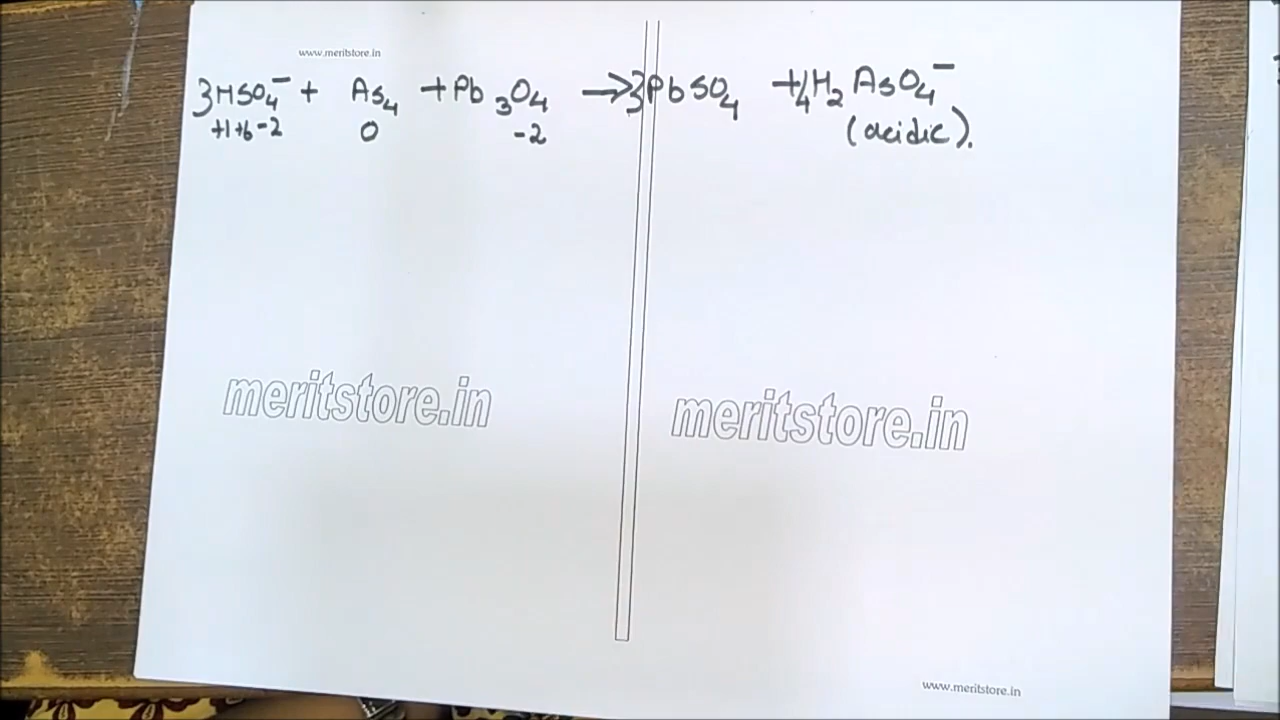 www.meritstore.in
3HSO₄⁻ + As₄ + Pb₃O₄ → 3PbSO₄ + 4H₂AsO₄⁻
+1+6-2 0 -2 (acidic).
meritstore.in meritstore.in
www.meritstore.in